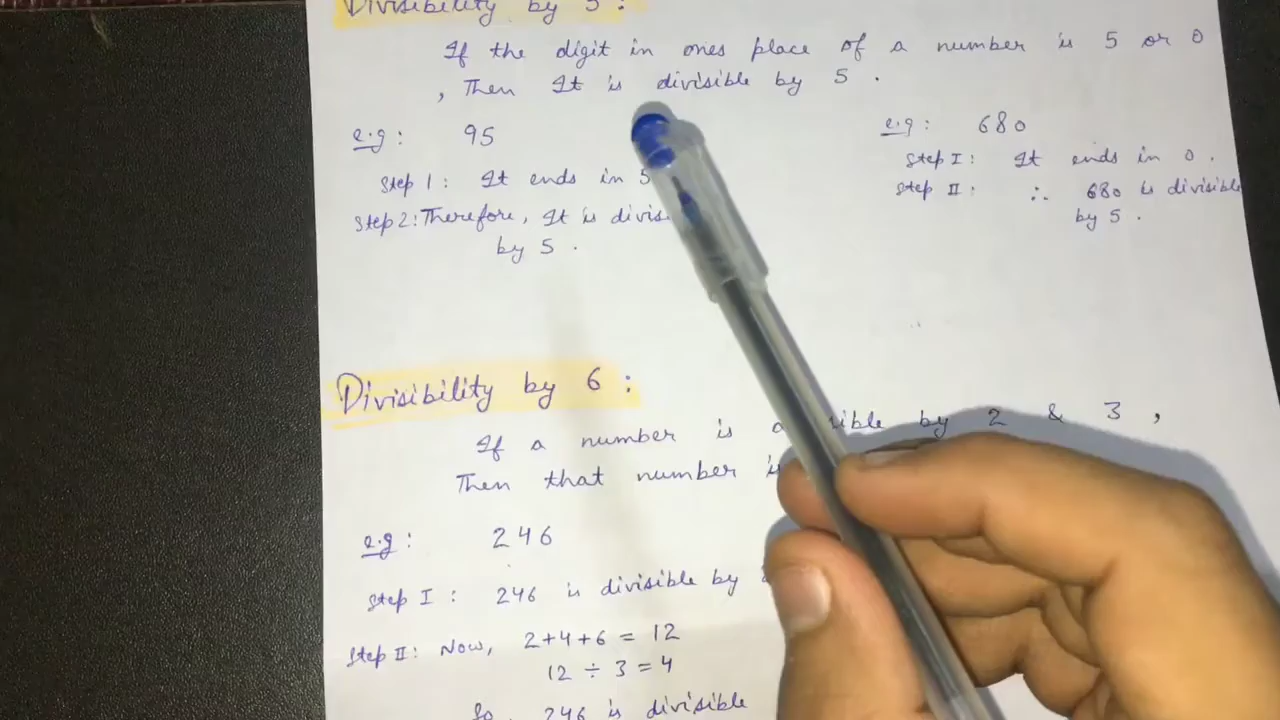 Divisibility by 5 :
If the digit in ones place of a number is 5 or 0
, Then It is divisible by 5 .
e.g : 95
Step 1 : It ends in 5
Step 2 : Therefore, It is
by 5 .
e.g : 680
Step I : It ends in 0 .
Step II : ∴ 680 is divisible
by 5 .
Divisibility by 6 :
If a number is by 2 & 3 ,
Then that number is
e.g : 246
Step I : 246 is divisible by
Step II : Now, 2+4+6 = 12
12 ÷ 3 = 4
So, 246 is divisible